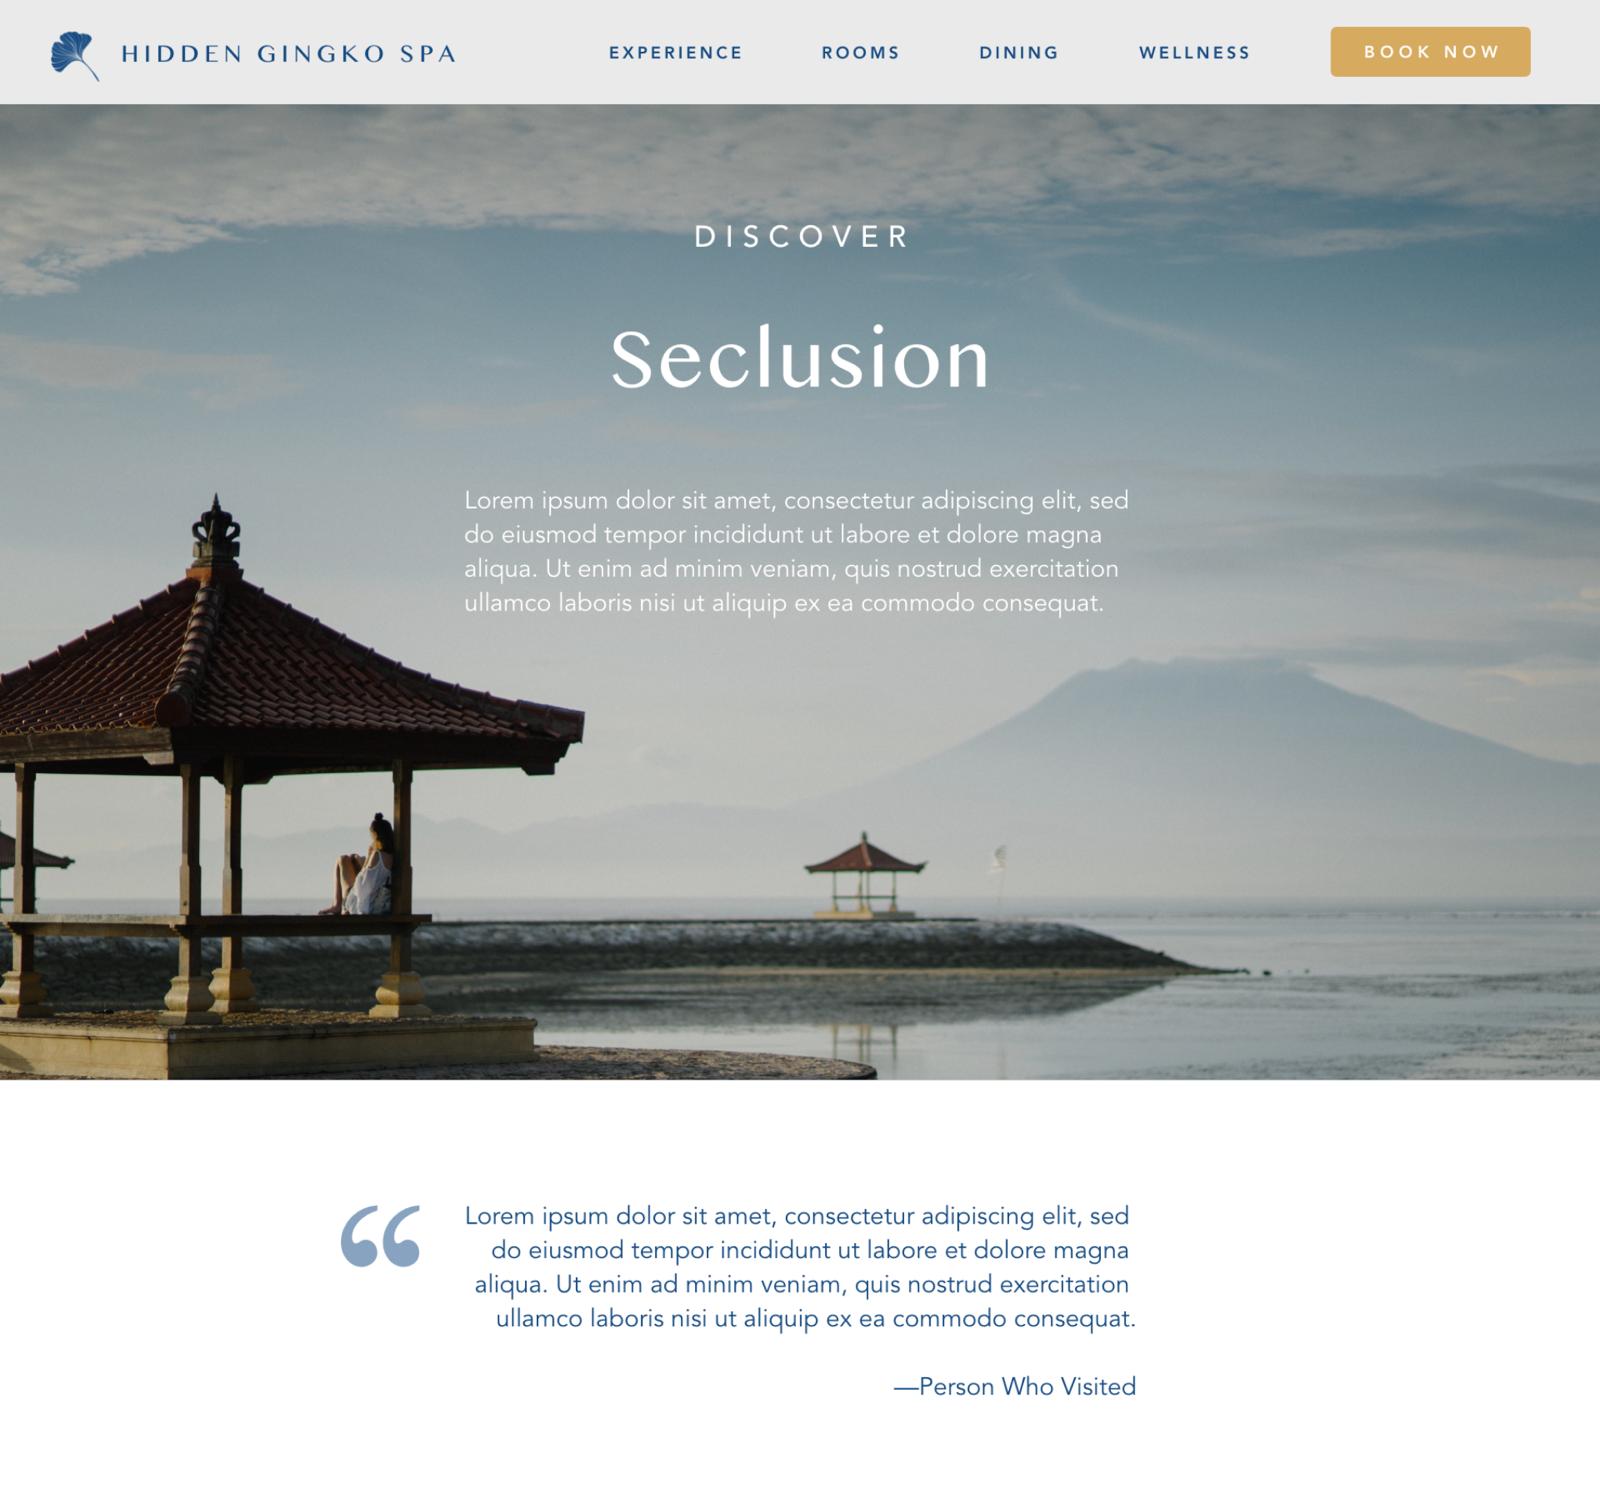 HIDDEN GINGKO SPA
EXPERIENCE
ROOMS
DINING
WELLNESS
BOOK NOW
DISCOVER
Seclusion
Lorem ipsum dolor sit amet, consectetur adipiscing elit, sed
do eiusmod tempor incididunt ut labore et dolore magna
aliqua. Ut enim ad minim veniam, quis nostrud exercitation
ullamco laboris nisi ut aliquip ex ea commodo consequat.
“
Lorem ipsum dolor sit amet, consectetur adipiscing elit, sed
do eiusmod tempor incididunt ut labore et dolore magna
aliqua. Ut enim ad minim veniam, quis nostrud exercitation
ullamco laboris nisi ut aliquip ex ea commodo consequat.
—Person Who Visited